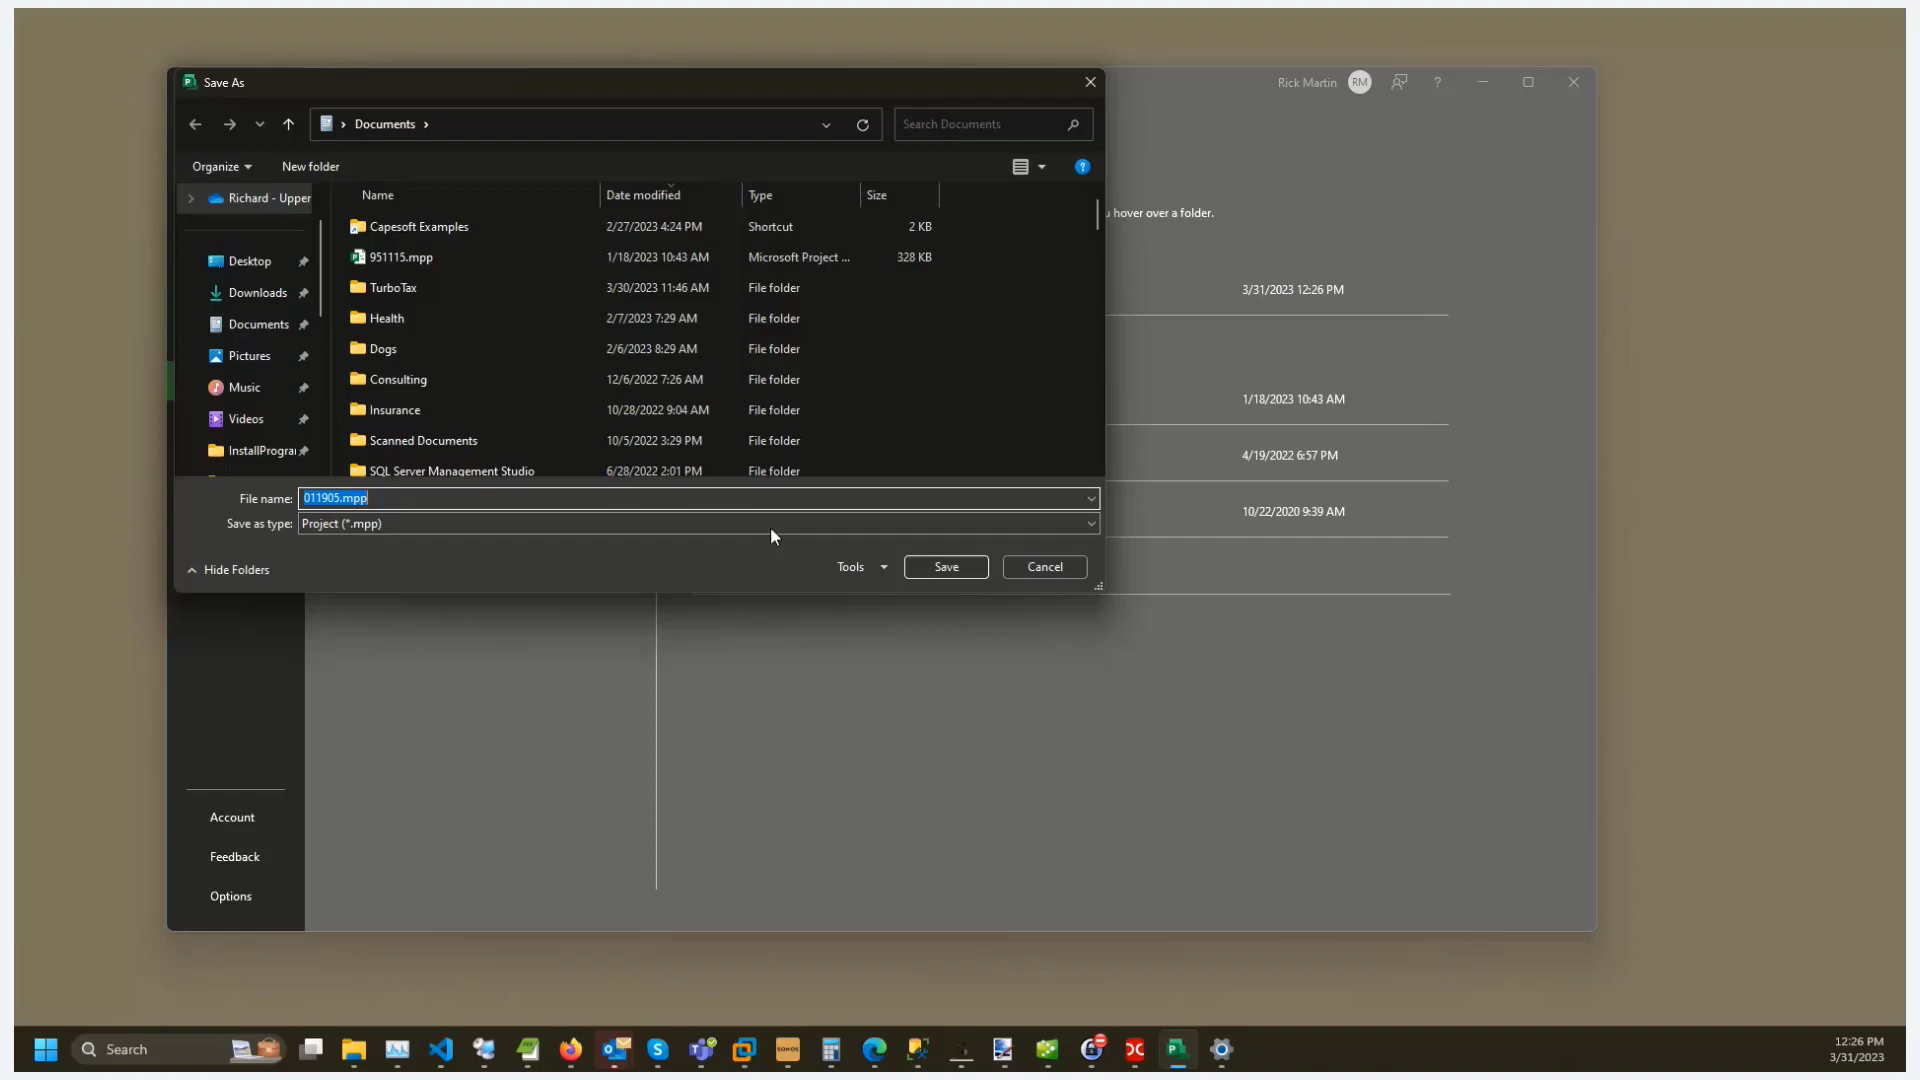 Save As
Rick Martin RM ?
Documents
Search Documents
Organize New folder ?
Richard - Upper
Desktop
Downloads
Documents
Pictures
Music
Videos
InstallPrograr
Name Date modified Type Size
Capesoft Examples 2/27/2023 4:24 PM Shortcut 2 KB
951115.mpp 1/18/2023 10:43 AM Microsoft Project ... 328 KB
TurboTax 3/30/2023 11:46 AM File folder
Health 2/7/2023 7:29 AM File folder
Dogs 2/6/2023 8:29 AM File folder
Consulting 12/6/2022 7:26 AM File folder
Insurance 10/28/2022 9:04 AM File folder
Scanned Documents 10/5/2022 3:29 PM File folder
SQL Server Management Studio 6/28/2022 2:01 PM File folder
File name: 011905.mpp
Save as type: Project (*.mpp)
Hide Folders Tools Save Cancel
hover over a folder.
3/31/2023 12:26 PM
1/18/2023 10:43 AM
4/19/2022 6:57 PM
10/22/2020 9:39 AM
Account
Feedback
Options
Search
SONOS
12:26 PM
3/31/2023